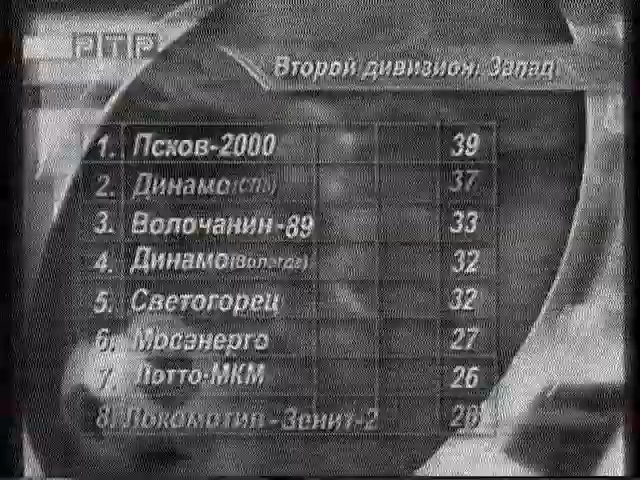 РТР
Второй дивизион. Запад
1. Псков-2000 39
2. Динамо(СПб) 37
3. Волочанин-89 33
4. Динамо(Вологда) 32
5. Светогорец 32
6. Мосэнерго 27
7. Лотто-МКМ 26
8. Локомотив-Зенит-2 26